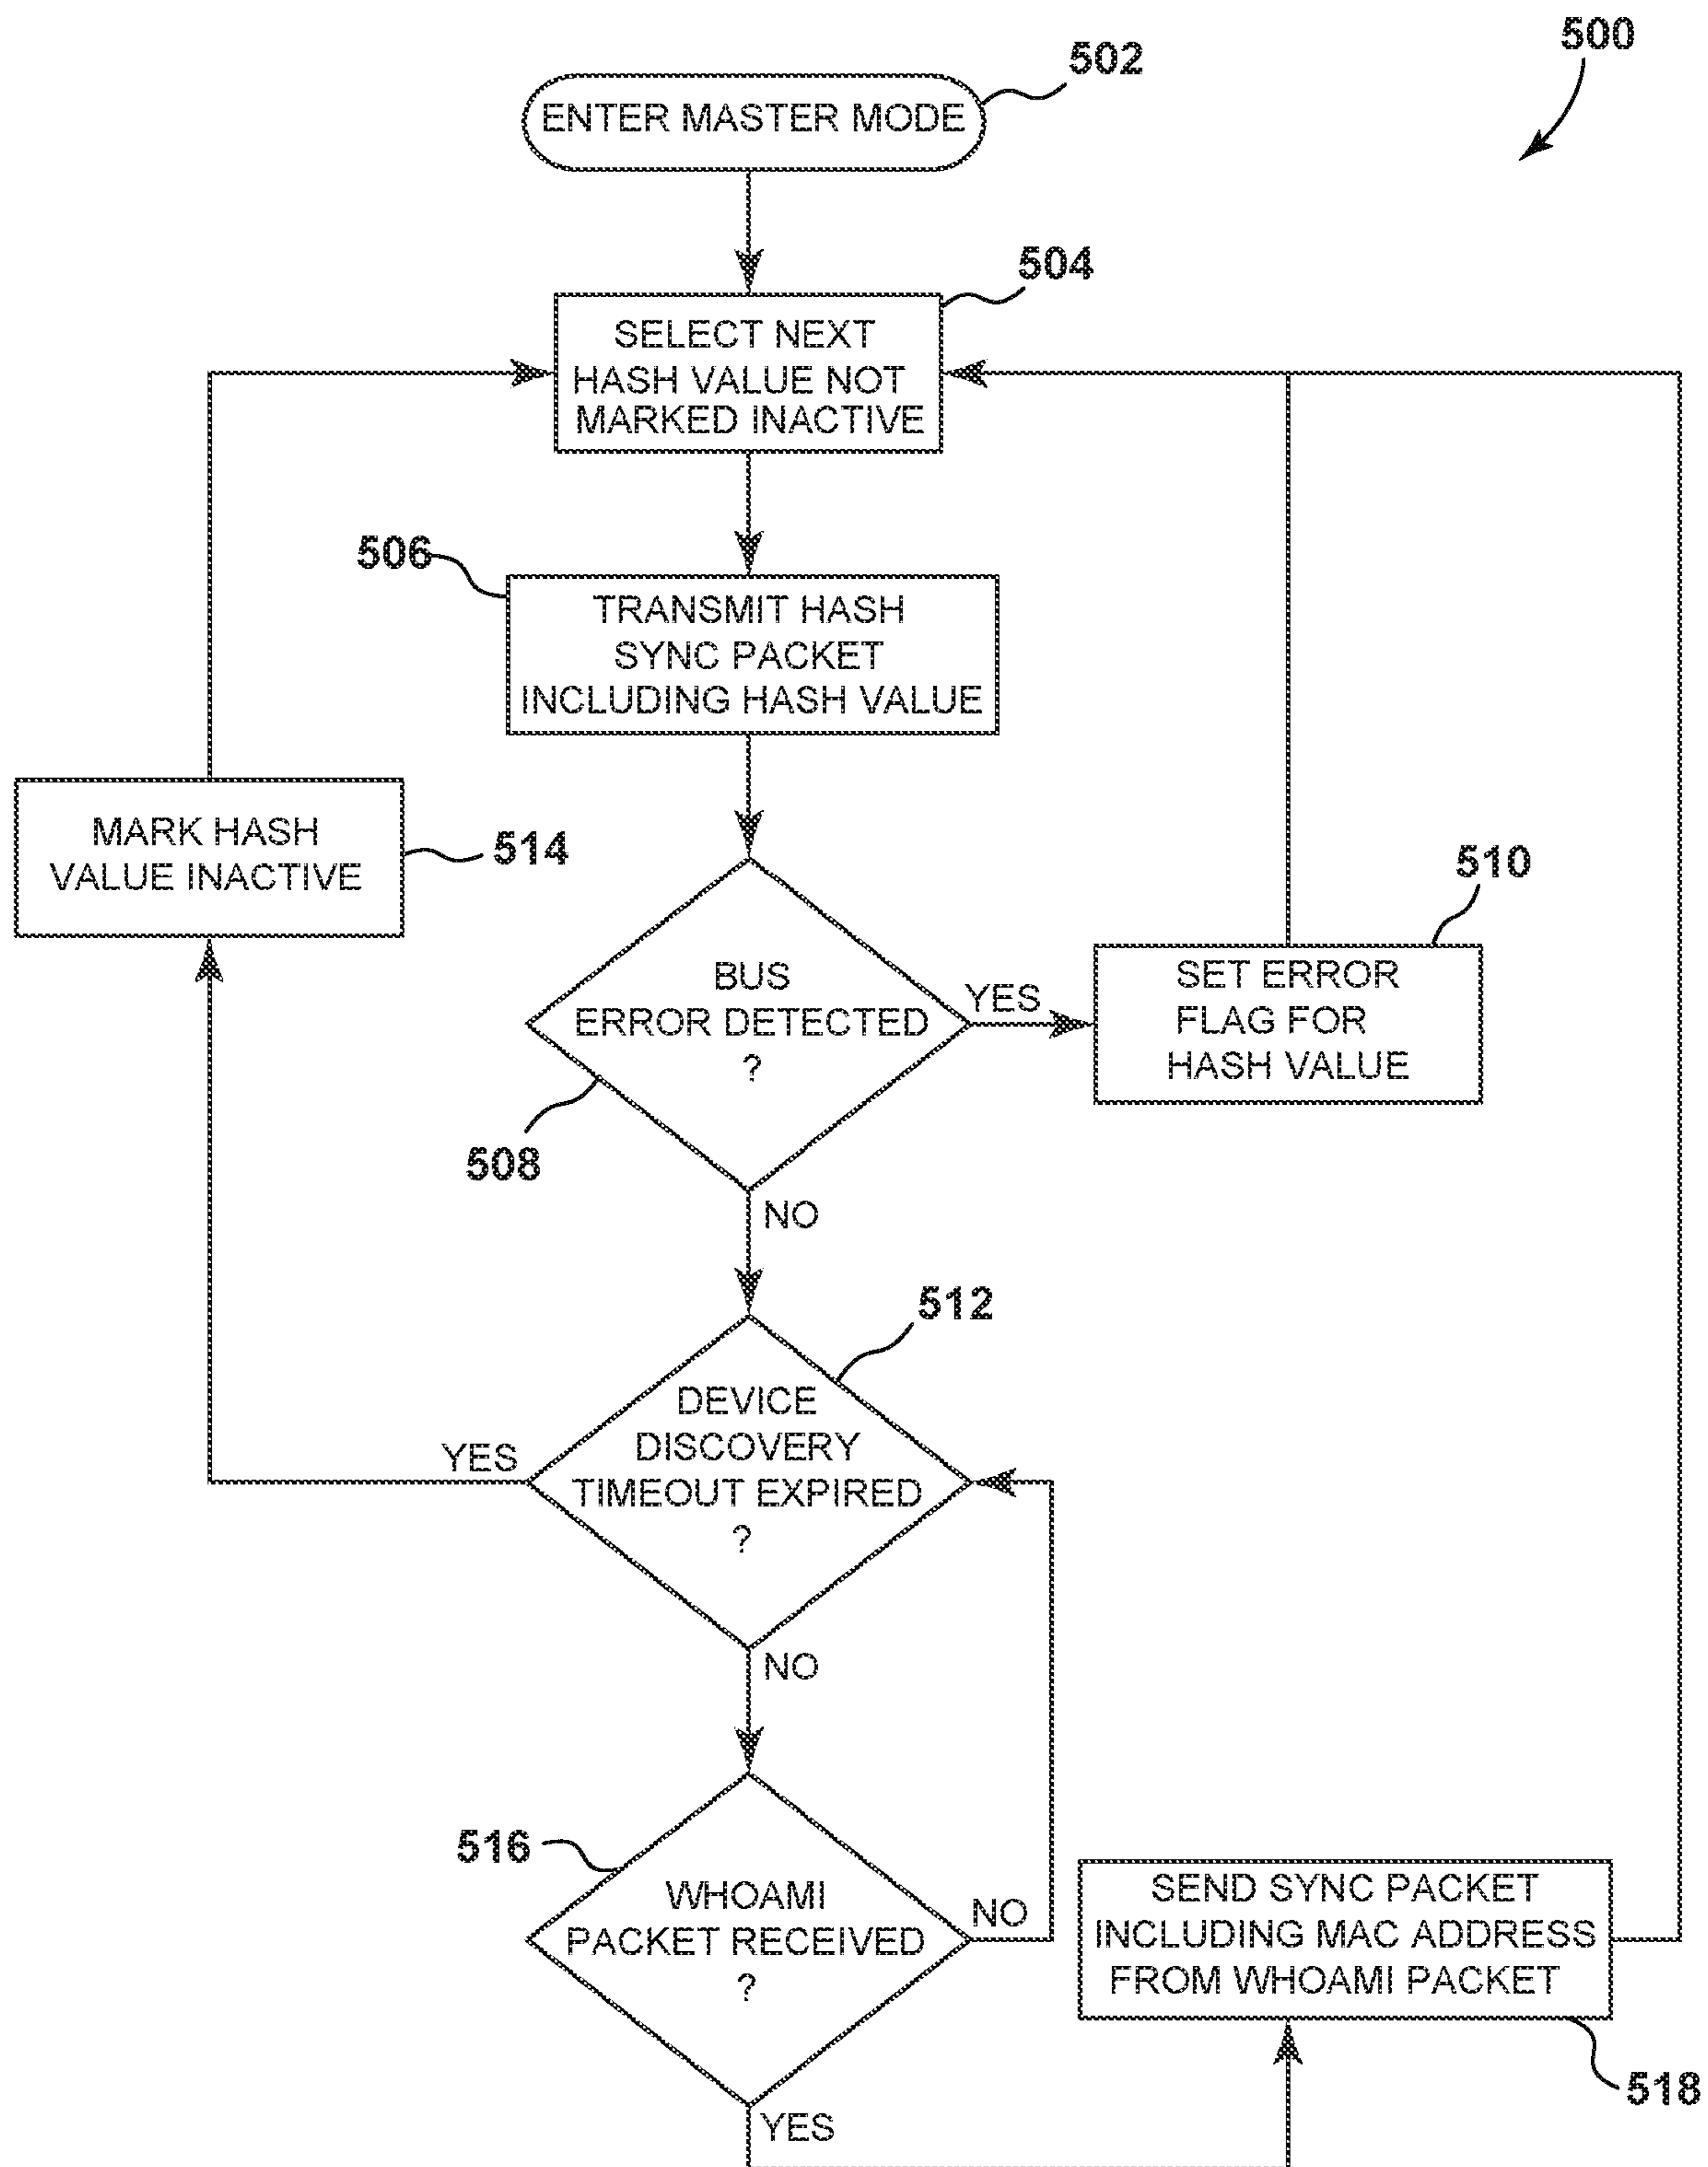 500
502
ENTER MASTER MODE
504
SELECT NEXT
HASH VALUE NOT
MARKED INACTIVE
506
TRANSMIT HASH
SYNC PACKET
INCLUDING HASH VALUE
MARK HASH
VALUE INACTIVE
514
BUS
ERROR DETECTED
?
508
YES
510
SET ERROR
FLAG FOR
HASH VALUE
NO
512
DEVICE
DISCOVERY
TIMEOUT EXPIRED
?
YES
NO
516
WHOAMI
PACKET RECEIVED
?
NO
YES
SEND SYNC PACKET
INCLUDING MAC ADDRESS
FROM WHOAMI PACKET
518